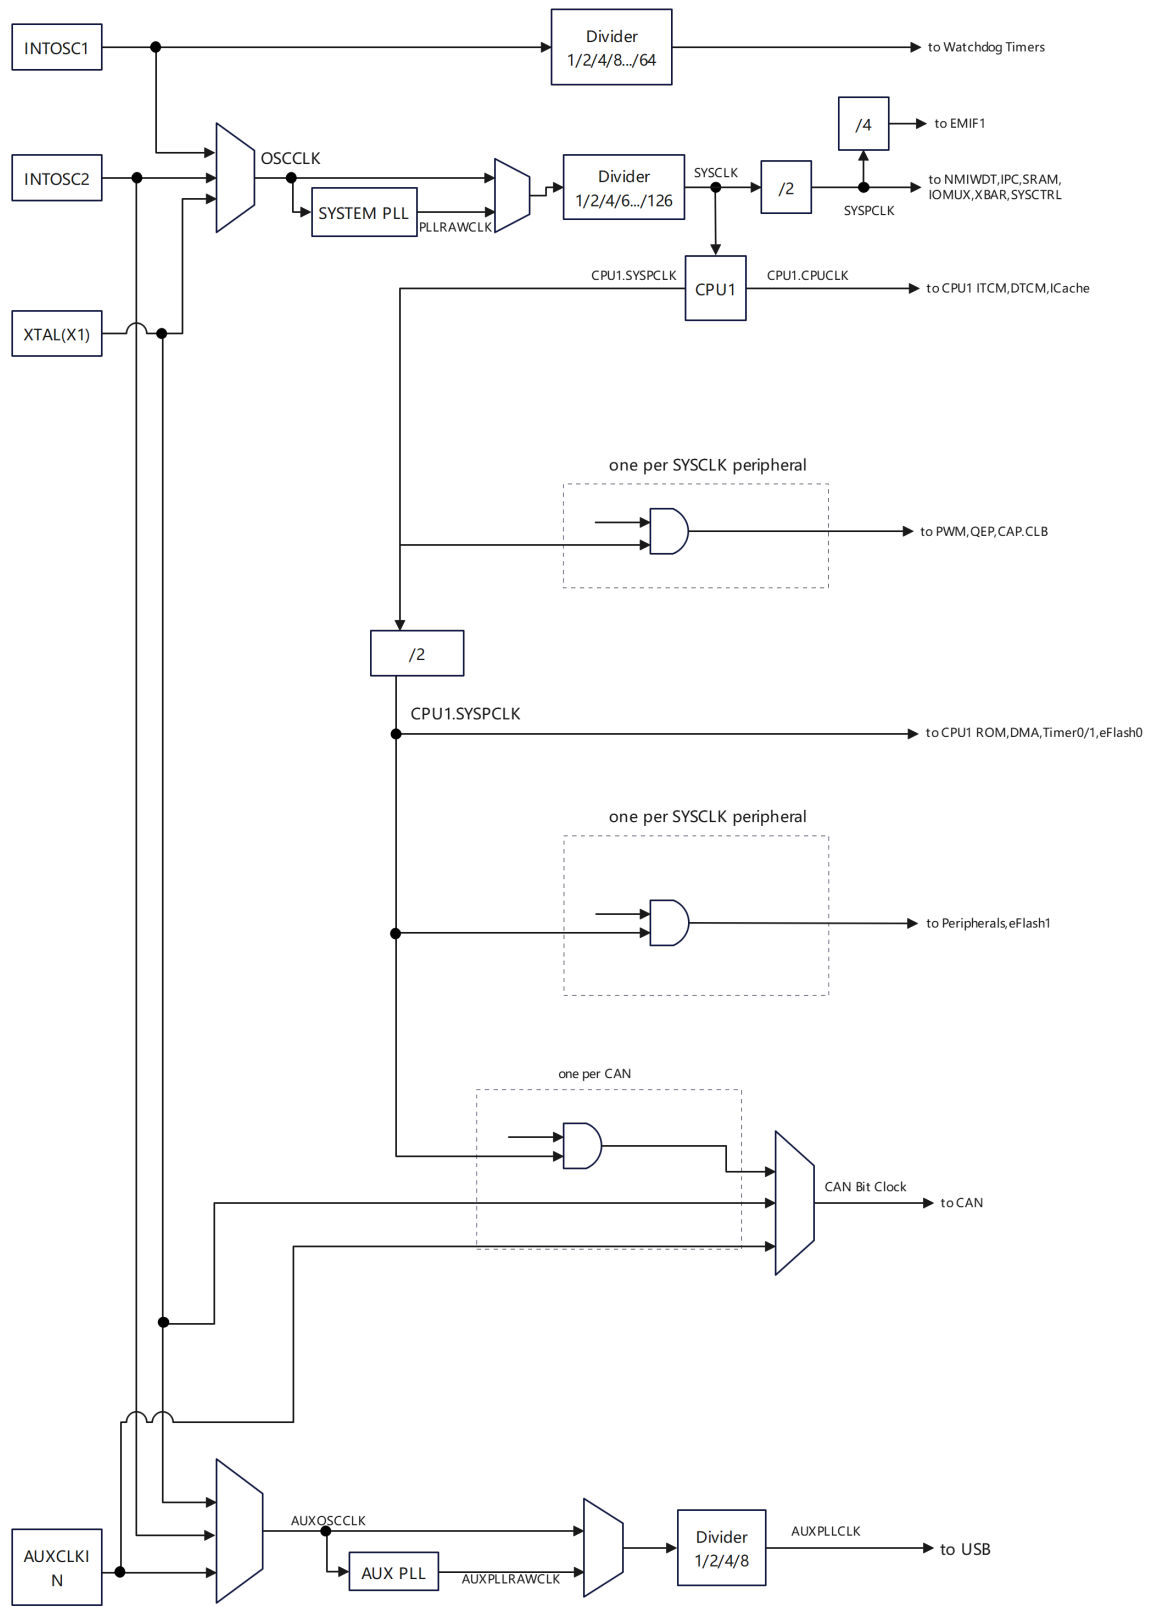 INTOSC1
Divider
1/2/4/8.../64
to Watchdog Timers
/4
to EMIF1
INTOSC2
OSCCLK
SYSTEM PLL
PLLRAWCLK
Divider
1/2/4/6.../126
SYSCLK
/2
SYSPCLK
to NMIWDT,IPC,SRAM,
IOMUX,XBAR,SYSCTRL
CPU1.SYSPCLK
CPU1
CPU1.CPUCLK
to CPU1 ITCM,DTCM,ICache
XTAL(X1)
one per SYSCLK peripheral
to PWM,QEP,CAP.CLB
/2
CPU1.SYSPCLK
to CPU1 ROM,DMA,Timer0/1,eFlash0
one per SYSCLK peripheral
to Peripherals,eFlash1
one per CAN
CAN Bit Clock
to CAN
AUXCLKI
N
AUXOSCCLK
AUX PLL
AUXPLLRAWCLK
Divider
1/2/4/8
AUXPLLCLK
to USB